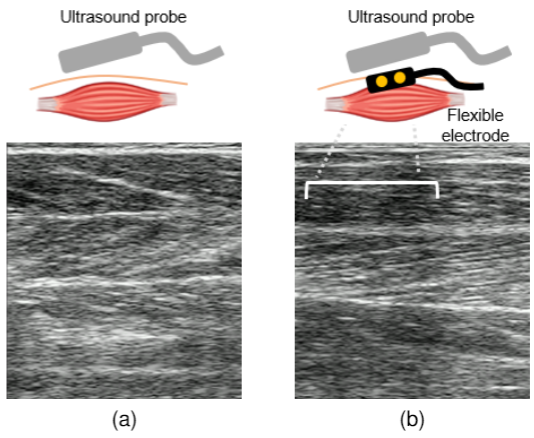 Ultrasound probe
Ultrasound probe
Flexible
electrode
(a)
(b)